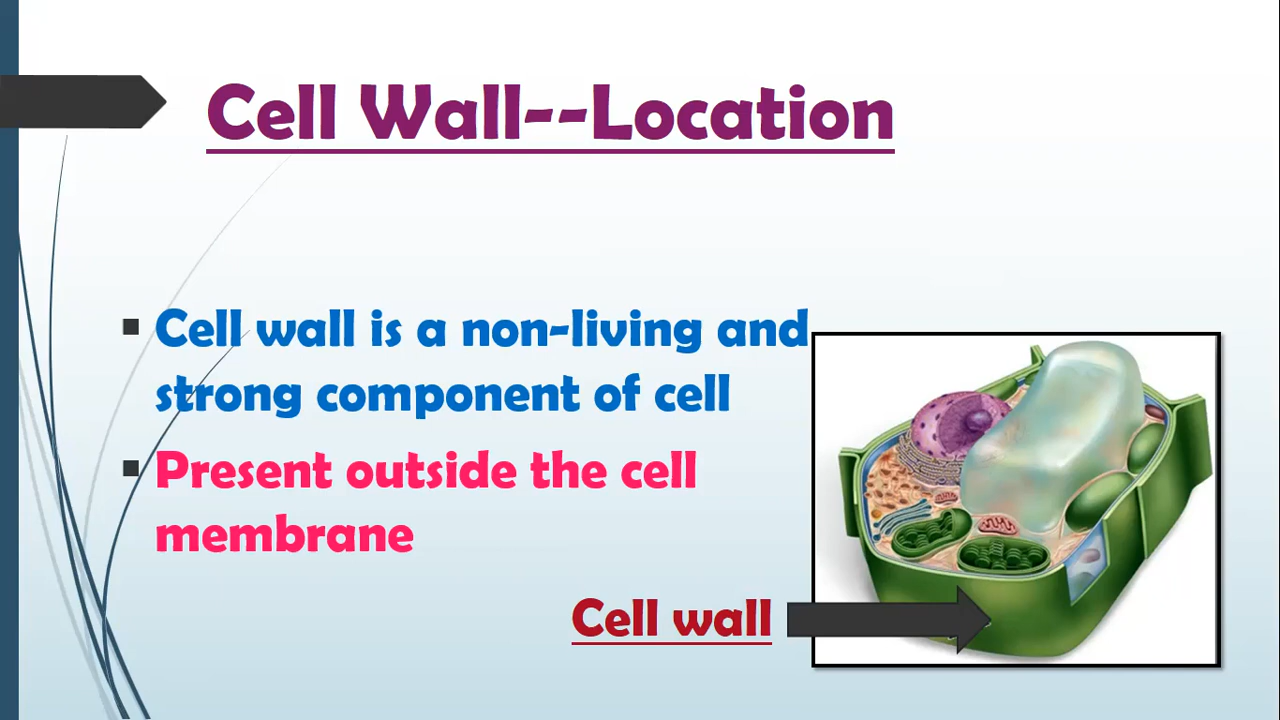 Cell Wall--Location
Cell wall is a non-living and
strong component of cell
Present outside the cell
membrane
Cell wall